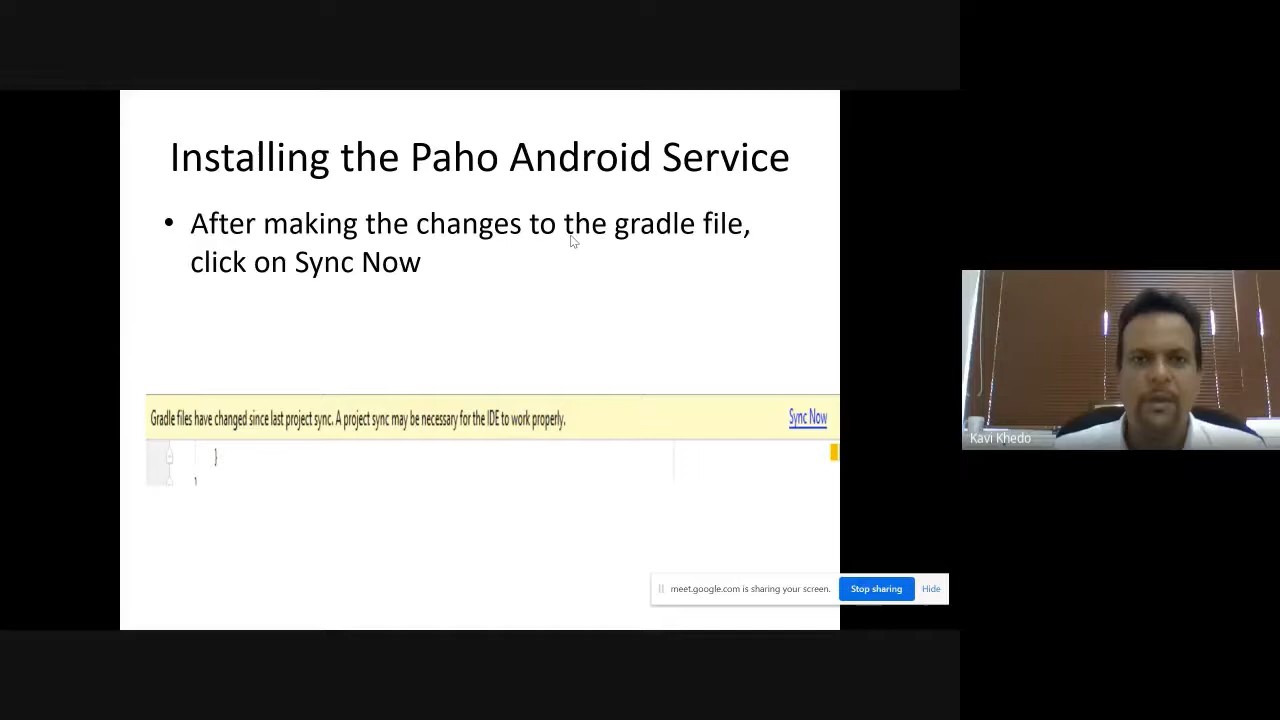 Installing the Paho Android Service
• After making the changes to the gradle file,
click on Sync Now
Gradle files have changed since last project sync. A project sync may be necessary for the IDE to work properly. Sync Now
}
Kavi Khedo
meet.google.com is sharing your screen. Stop sharing Hide